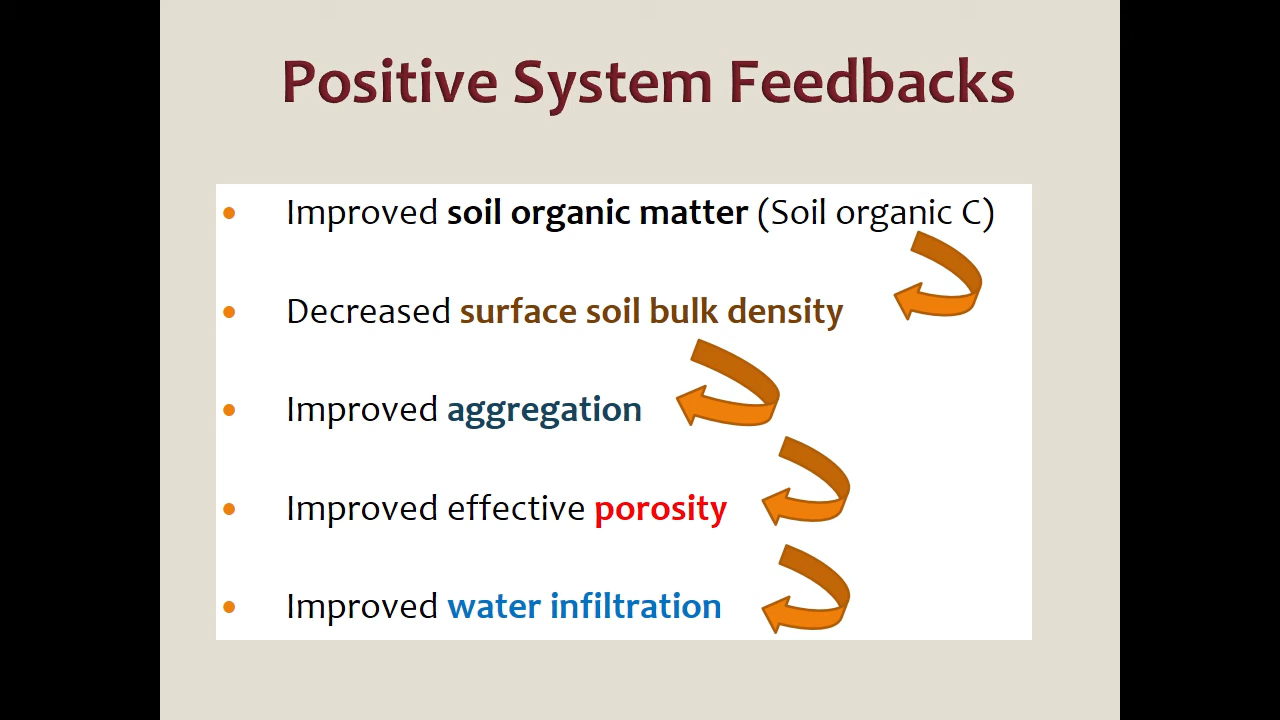 Positive System Feedbacks
• Improved soil organic matter (Soil organic C)
• Decreased surface soil bulk density
• Improved aggregation
• Improved effective porosity
• Improved water infiltration